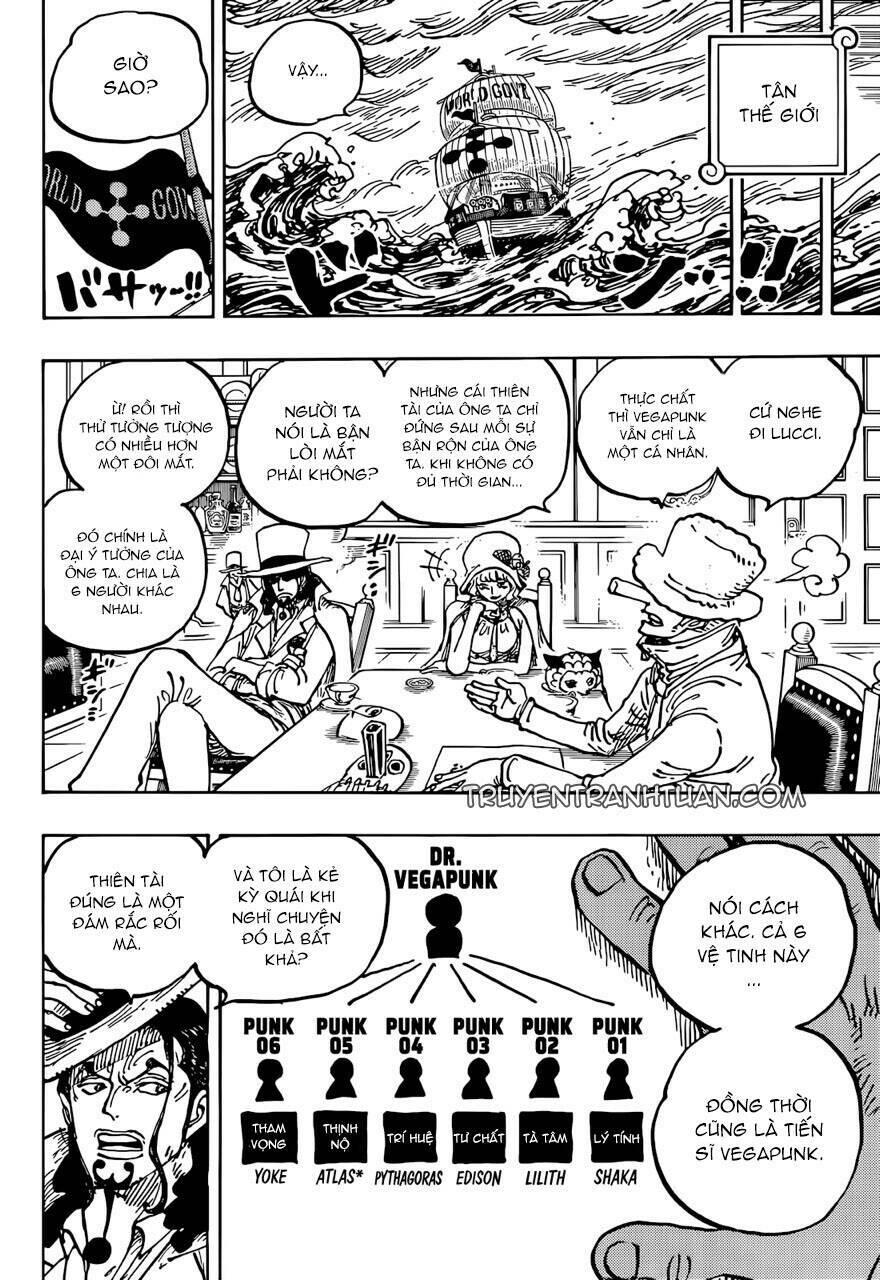 TÂN
THẾ GIỚI
VẬY...
WORLD GOVE
GIỜ
SAO?
WORLD GOVE
バサッ!!
CỨ NGHE
ĐI LUCCI.
THỰC CHẤT
THÌ VEGAPUNK
VẪN CHỈ LÀ
MỘT CÁ NHÂN.
NHƯNG CÁI THIÊN
TÀI CỦA ÔNG TA CHỈ
ĐỨNG SAU MỖI SỰ
BẬN RỘN CỦA ÔNG
TA. KHI KHÔNG CÓ
ĐỦ THỜI GIAN...
NGƯỜI TA
NÓI LÀ BẬN
LÒI MẮT
PHẢI KHÔNG?
Ừ! RỒI THÌ
THỬ TƯỞNG TƯỢNG
CÓ NHIỀU HƠN
MỘT ĐÔI MẮT.
ĐÓ CHÍNH LÀ
ĐẠI Ý TƯỞNG CỦA
ÔNG TA. CHIA LÀ
6 NGƯỜI KHÁC
NHAU.
TRUYENTRANHTUAN.COM
NÓI CÁCH
KHÁC. CẢ 6
VỆ TINH NÀY
...
ĐỒNG THỜI
CŨNG LÀ TIẾN
SĨ VEGAPUNK.
DR.
VEGAPUNK
PUNK 01
LÝ TÍNH
SHAKA
PUNK 02
TÀ TÂM
LILITH
PUNK 03
TƯ CHẤT
EDISON
PUNK 04
TRÍ HUỆ
PYTHAGORAS
PUNK 05
THỊNH
NỘ
ATLAS*
PUNK 06
THAM
VỌNG
YOKE
VÀ TÔI LÀ KẺ
KỲ QUÁI KHI
NGHĨ CHUYỆN
ĐÓ LÀ BẤT
KHẢ?
THIÊN TÀI
ĐÚNG LÀ MỘT
ĐÁM RẮC RỐI
MÀ.